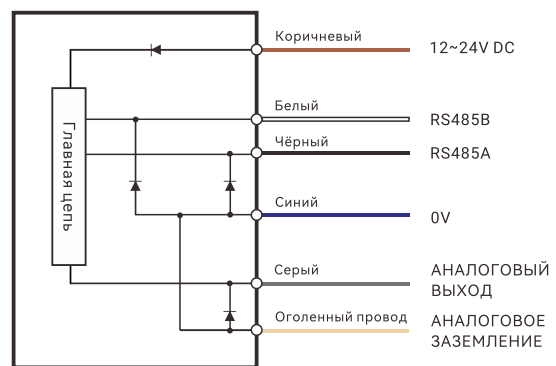 Коричневый
12~24V DC
Белый
RS485B
Чёрный
RS485A
Главная цепь
Синий
0V
Серый
АНАЛОГОВЫЙ
ВЫХОД
Оголенный провод
АНАЛОГОВОЕ
ЗАЗЕМЛЕНИЕ